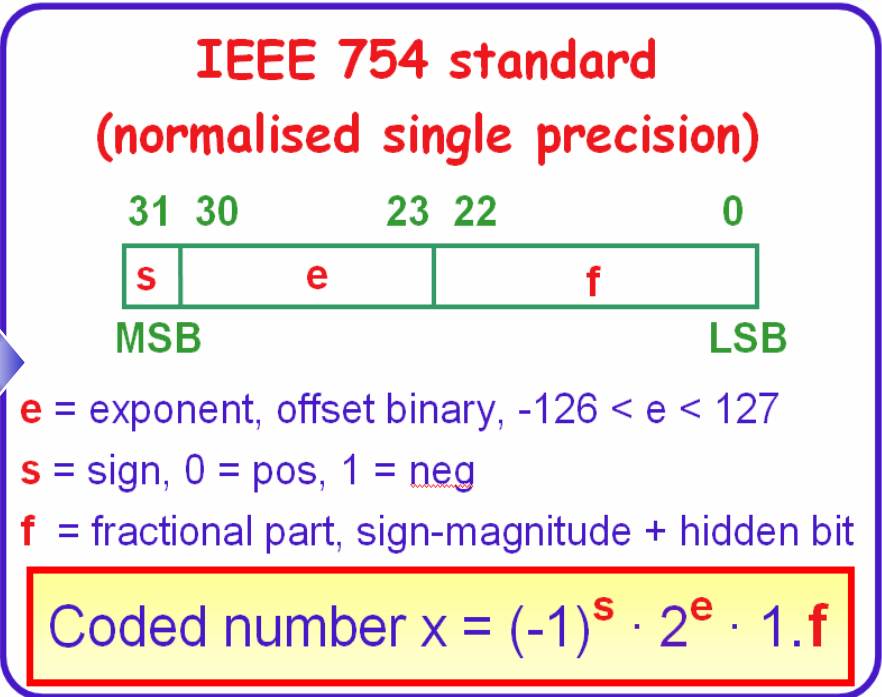 IEEE 754 standard
(normalised single precision)
31 30 23 22 0
s e f
MSB LSB
e = exponent, offset binary, -126 < e < 127
s = sign, 0 = pos, 1 = neg
f = fractional part, sign-magnitude + hidden bit
Coded number x = (-1)^s · 2^e · 1.f